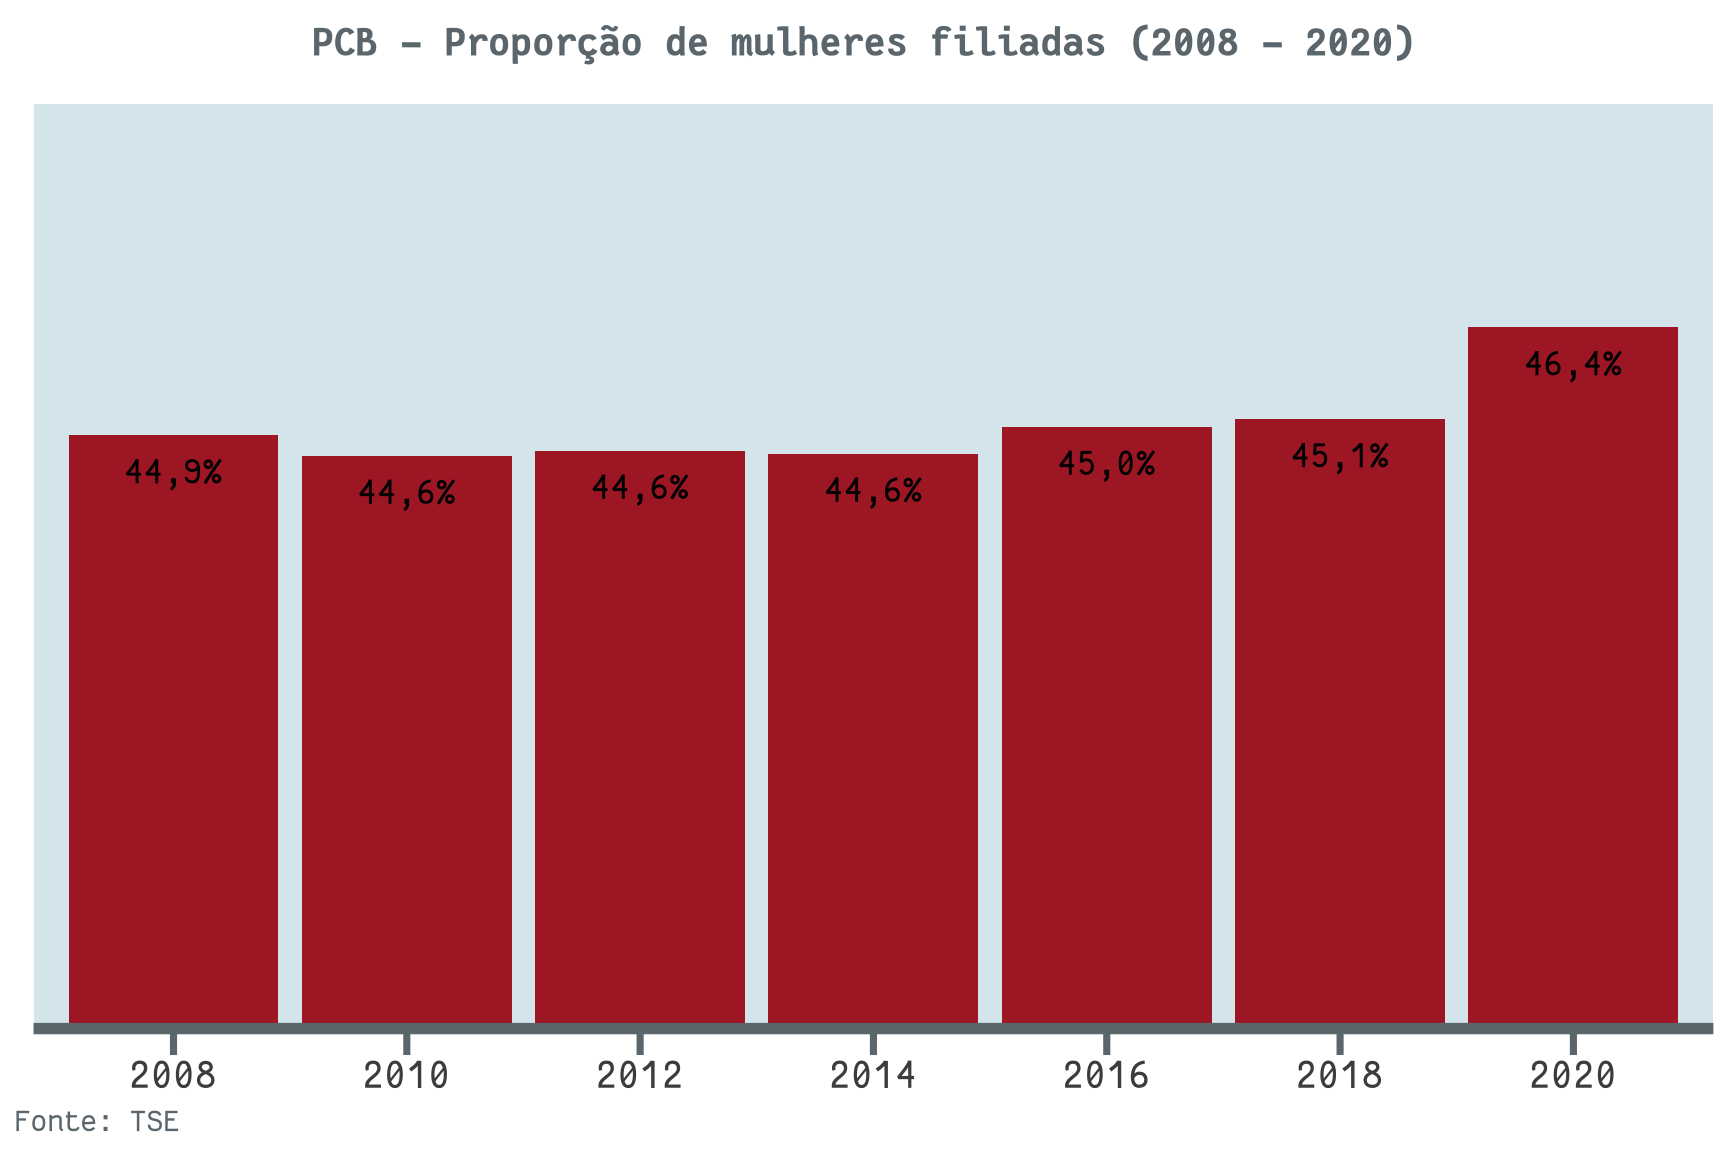 PCB – Proporção de mulheres filiadas (2008 – 2020)
46,4%
45,1%
44,9%
45,0%
44,6%
44,6%
44,6%
2008 2010 2012 2014 2016 2018 2020
Fonte: TSE